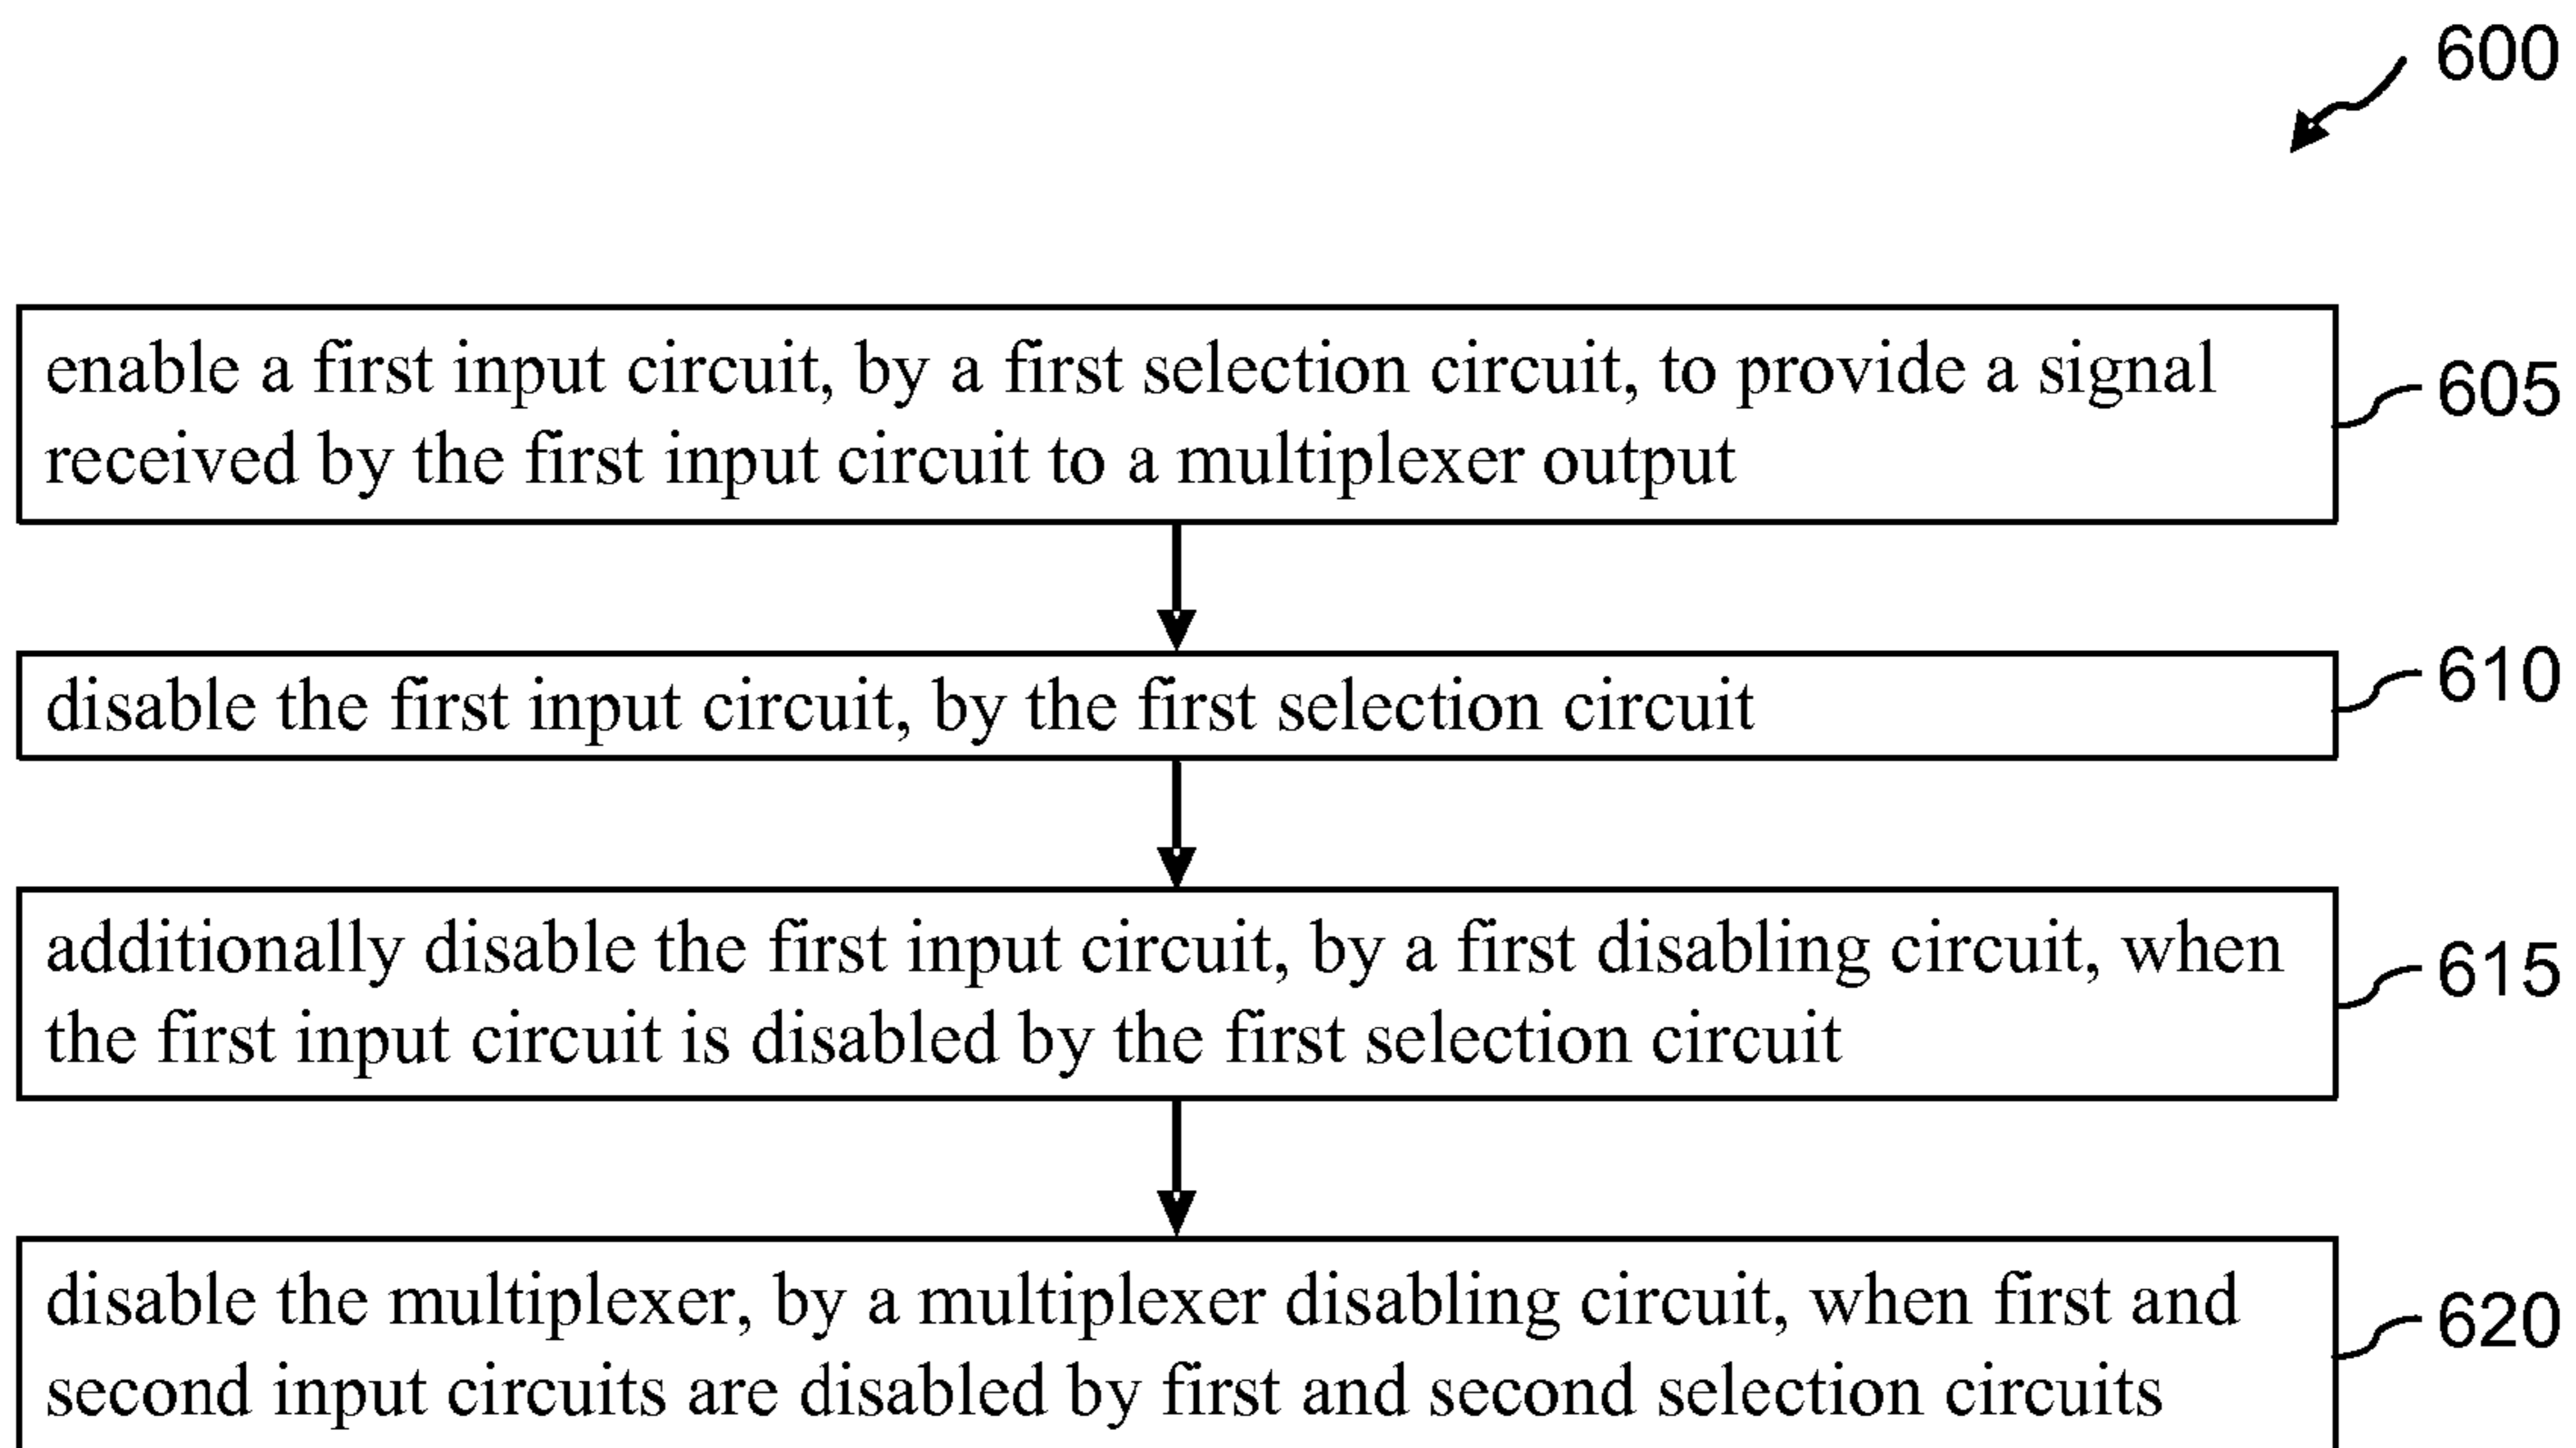 600
enable a first input circuit, by a first selection circuit, to provide a signal
received by the first input circuit to a multiplexer output
605
disable the first input circuit, by the first selection circuit
610
additionally disable the first input circuit, by a first disabling circuit, when
the first input circuit is disabled by the first selection circuit
615
disable the multiplexer, by a multiplexer disabling circuit, when first and
second input circuits are disabled by first and second selection circuits
620